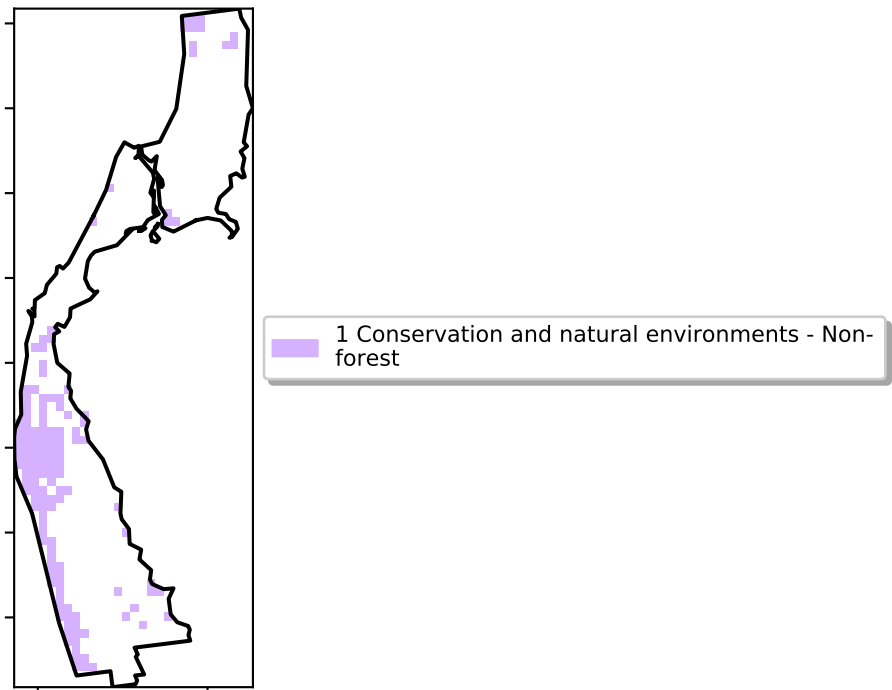 1 Conservation and natural environments - Non-
forest